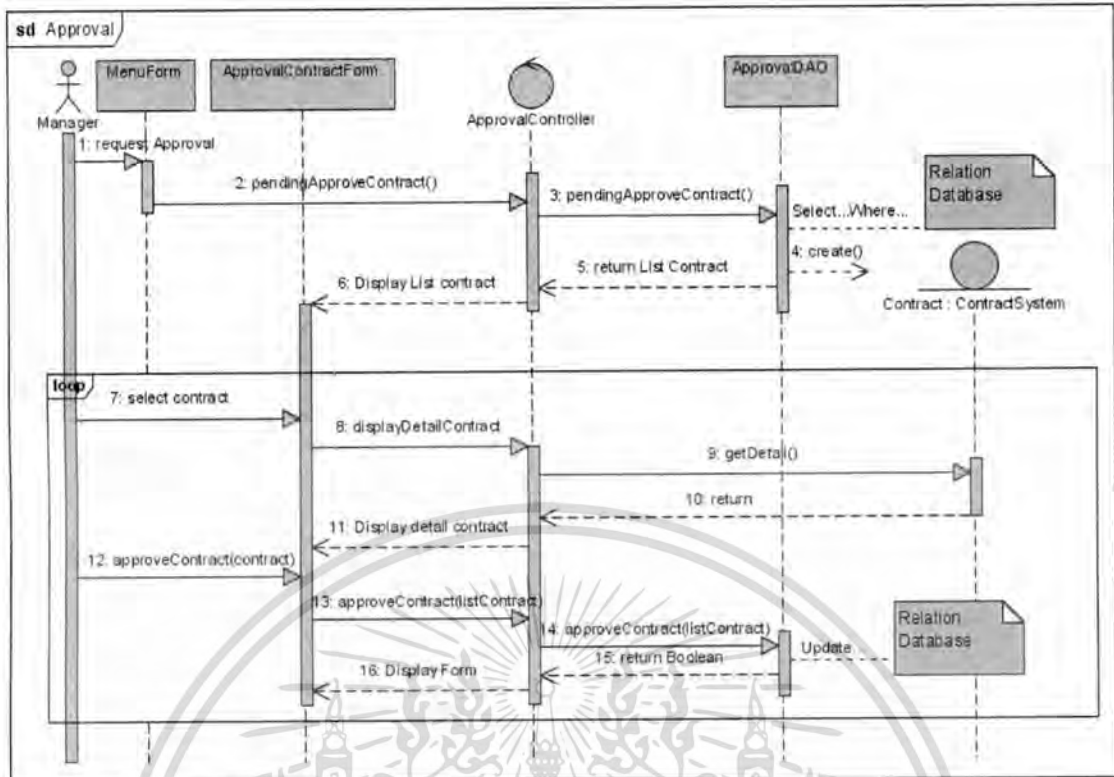 sd Approval
MenuForm
ApprovalContractForm
ApprovalController
ApprovalDAO
Manager
1: request Approval
2: pendingApproveContract()
3: pendingApproveContract()
Select...Where...
Relation
Database
4: create()
5: return List Contract
6: Display List contract
Contract : ContractSystem
loop
7: select contract
8: displayDetailContract
9: getDetail()
10: return
11: Display detail contract
12: approveContract(contract)
13: approveContract(listContract)
14: approveContract(listContract)
15: return Boolean
16: Display Form
Update
Relation
Database